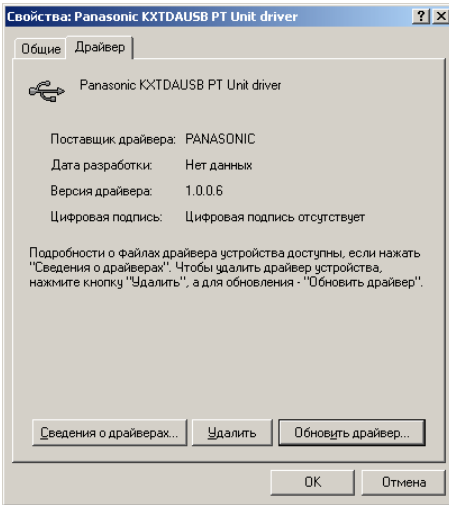 Свойства: Panasonic KXTDAUSB PT Unit driver
Общие Драйвер
Panasonic KXTDAUSB PT Unit driver
Поставщик драйвера: PANASONIC
Дата разработки: Нет данных
Версия драйвера: 1.0.0.6
Цифровая подпись: Цифровая подпись отсутствует
Подробности о файлах драйвера устройства доступны, если нажать
"Сведения о драйверах". Чтобы удалить драйвер устройства,
нажмите кнопку "Удалить", а для обновления - "Обновить драйвер".
Сведения о драйверах... Удалить Обновить драйвер...
OK Отмена